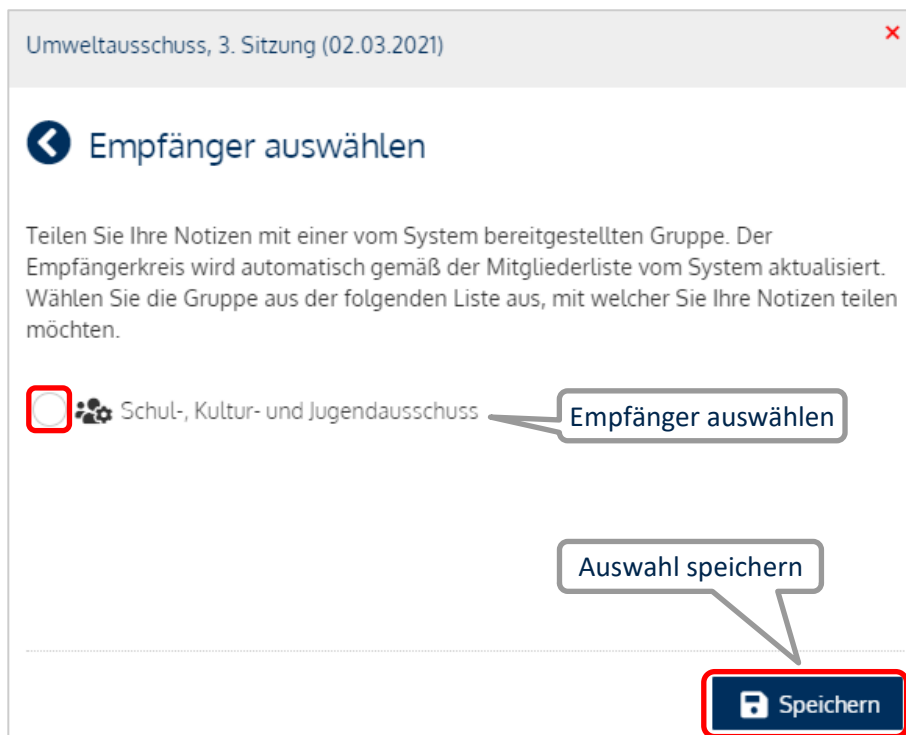 Umweltausschuss, 3. Sitzung (02.03.2021)
Empfänger auswählen
Teilen Sie Ihre Notizen mit einer vom System bereitgestellten Gruppe. Der
Empfängerkreis wird automatisch gemäß der Mitgliederliste vom System aktualisiert.
Wählen Sie die Gruppe aus der folgenden Liste aus, mit welcher Sie Ihre Notizen teilen
möchten.
Schul-, Kultur- und Jugendausschuss
Empfänger auswählen
Auswahl speichern
Speichern